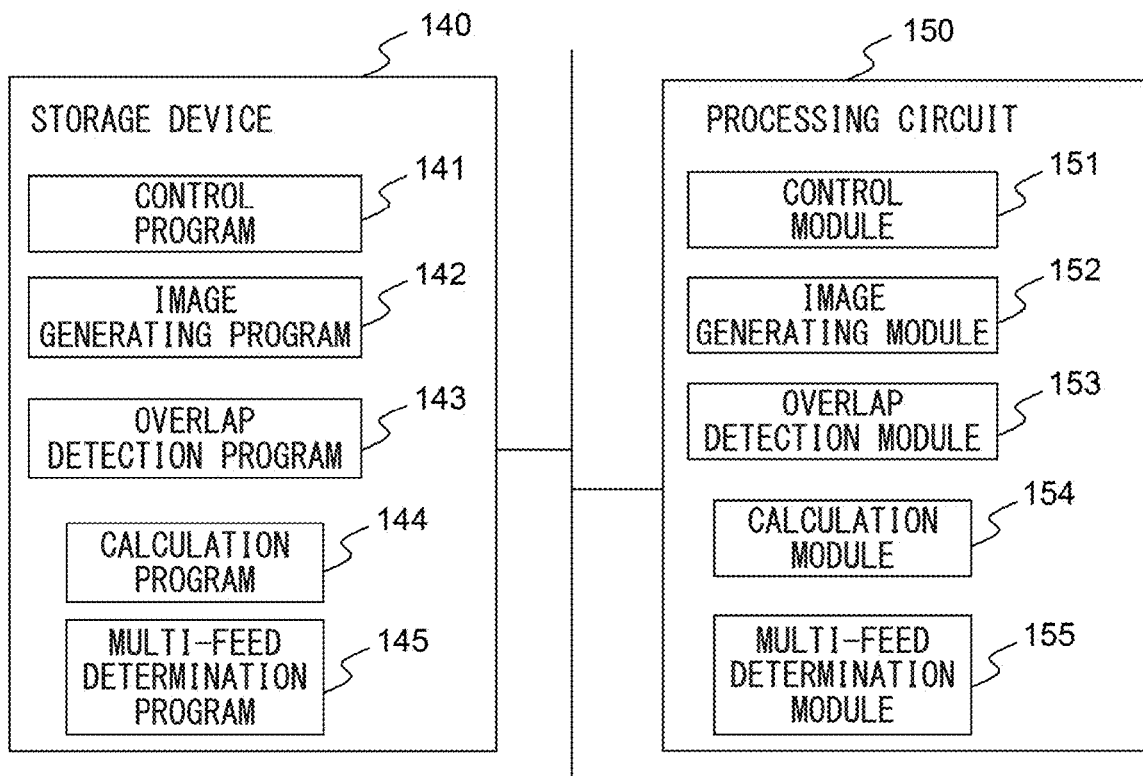 140
STORAGE DEVICE
141
CONTROL
PROGRAM
142
IMAGE
GENERATING PROGRAM
143
OVERLAP
DETECTION PROGRAM
144
CALCULATION
PROGRAM
145
MULTI-FEED
DETERMINATION
PROGRAM
150
PROCESSING CIRCUIT
151
CONTROL
MODULE
152
IMAGE
GENERATING MODULE
153
OVERLAP
DETECTION MODULE
154
CALCULATION
MODULE
155
MULTI-FEED
DETERMINATION
MODULE